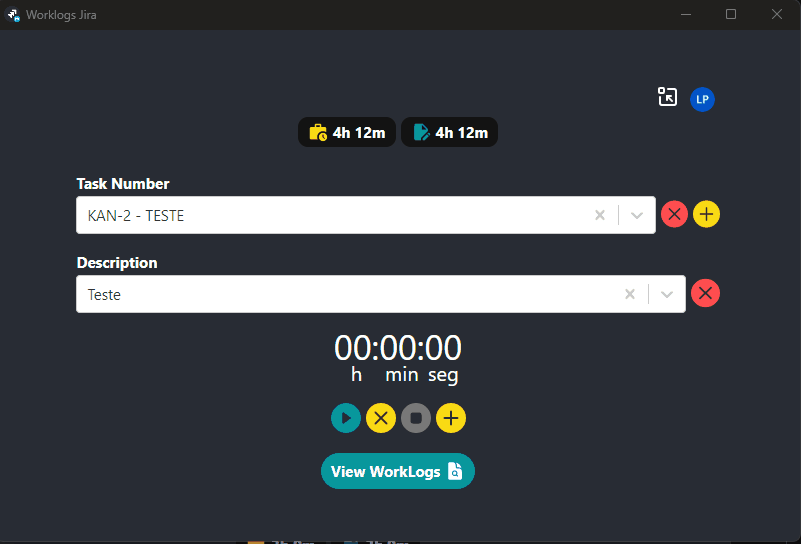 Worklogs Jira
LP
4h 12m 4h 12m
Task Number
KAN-2 - TESTE
Description
Teste
00:00:00
h min seg
View WorkLogs